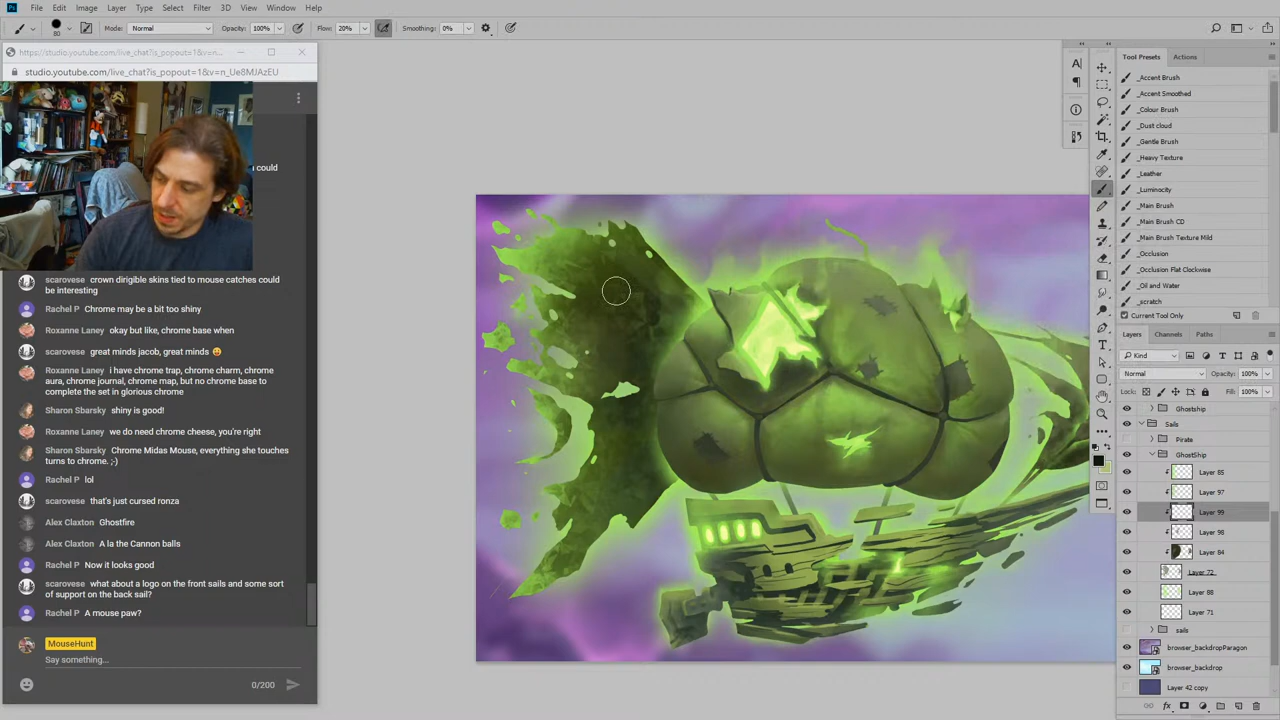 File Edit Image Layer Type Select Filter 3D View Window Help
80 Mode: Normal Opacity: 100% Flow: 20% Smoothing: 0%
https://studio.youtube.com/live_chat?is_popout=1&v=n_...
studio.youtube.com/live_chat?is_popout=1&v=n_Ue8MJAzEU
could
scarovese crown dirigible skins tied to mouse catches could
be interesting
Rachel P Chrome may be a bit too shiny
Roxanne Laney okay but like, chrome base when
scarovese great minds jacob, great minds
Roxanne Laney i have chrome trap, chrome charm, chrome
aura, chrome journal, chrome map, but no chrome base to
complete the set in glorious chrome
Sharon Sbarsky shiny is good!
Roxanne Laney we do need chrome cheese, you're right
Sharon Sbarsky Chrome Midas Mouse, everything she touches
turns to chrome. ;-)
Rachel P lol
scarovese that's just cursed ronza
Alex Claxton Ghostfire
Alex Claxton A la the Cannon balls
Rachel P Now it looks good
scarovese what about a logo on the front sails and some sort
of support on the back sail?
Rachel P A mouse paw?
MouseHunt
Say something...
0/200
Tool Presets Actions
_Accent Brush
_Accent Smoothed
_Colour Brush
_Dust cloud
_Gentle Brush
_Heavy Texture
_Leather
_Luminocity
_Main Brush
_Main Brush CD
_Main Brush Texture Mild
_Occlusion
_Occlusion Flat Clockwise
_Oil and Water
_scratch
Current Tool Only
Layers Channels Paths
Kind
Normal Opacity: 100%
Lock: Fill: 100%
Ghostship
Sails
Pirate
GhostShip
Layer 85
Layer 97
Layer 99
Layer 98
Layer 84
Layer 72
Layer 88
Layer 71
sails
browser_backdropParagon
browser_backdrop
Layer 42 copy